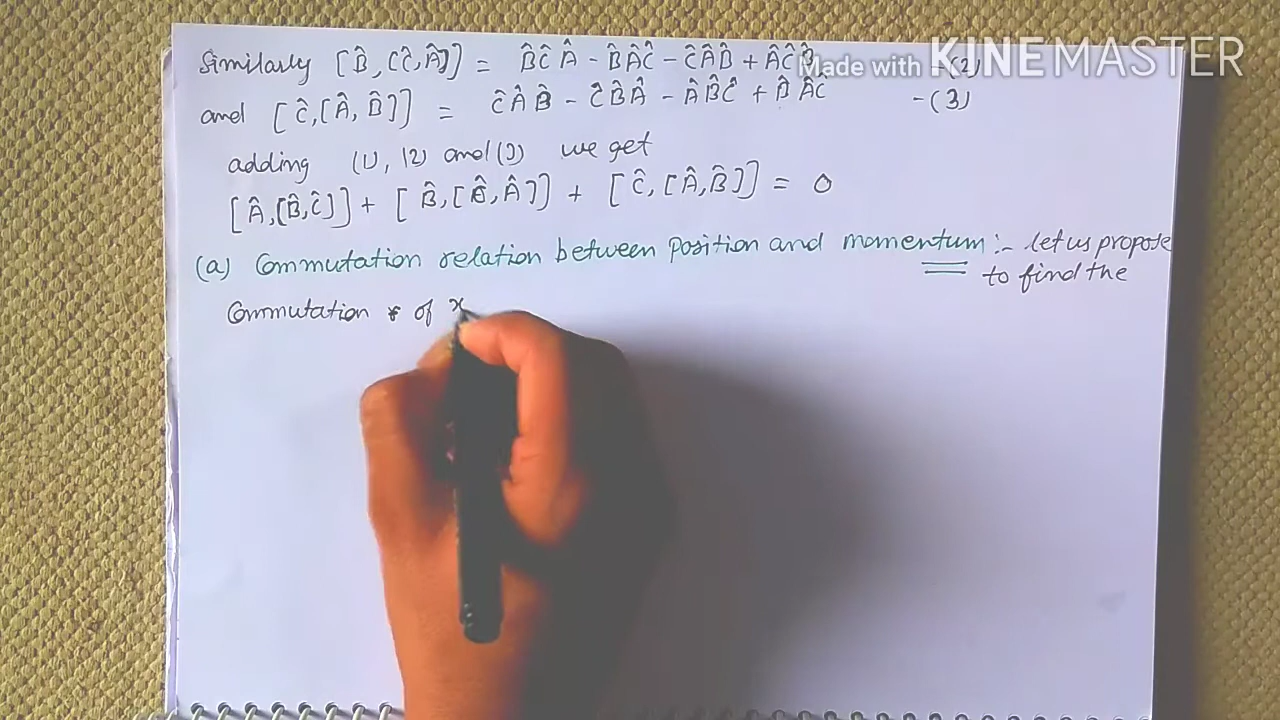 Similarly [B̂, [Ĉ, Â]] = B̂Ĉ Â - B̂ÂĈ - ĈÂB̂ + ÂĈB̂ -(2)
Made with KINEMASTER
and [Ĉ, [Â, B̂]] = ĈÂB̂ - ĈB̂Â - ÂB̂Ĉ + B̂ÂĈ -(3)
adding (1), (2) and (3) we get
[Â, [B̂, Ĉ]] + [B̂, [Ĉ, Â]] + [Ĉ, [Â, B̂]] = 0
(a) Commutation relation between position and momentum :- let us propose
to find the
Commutation of x